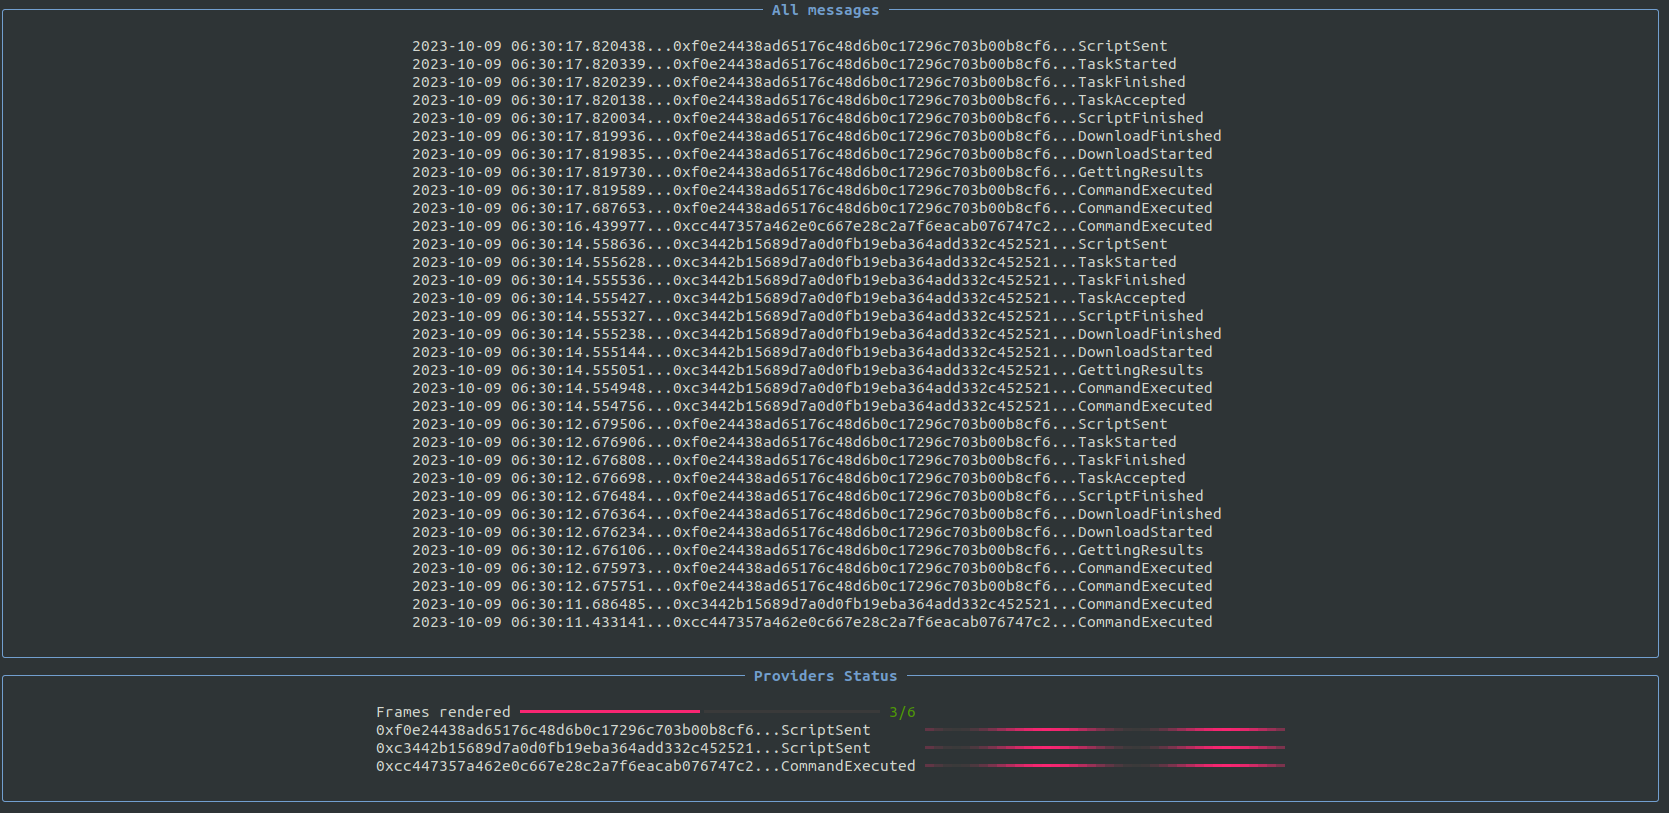 All messages
2023-10-09 06:30:17.820438...0xf0e24438ad65176c48d6b0c17296c703b00b8cf6...ScriptSent
2023-10-09 06:30:17.820339...0xf0e24438ad65176c48d6b0c17296c703b00b8cf6...TaskStarted
2023-10-09 06:30:17.820239...0xf0e24438ad65176c48d6b0c17296c703b00b8cf6...TaskFinished
2023-10-09 06:30:17.820138...0xf0e24438ad65176c48d6b0c17296c703b00b8cf6...TaskAccepted
2023-10-09 06:30:17.820034...0xf0e24438ad65176c48d6b0c17296c703b00b8cf6...ScriptFinished
2023-10-09 06:30:17.819936...0xf0e24438ad65176c48d6b0c17296c703b00b8cf6...DownloadFinished
2023-10-09 06:30:17.819835...0xf0e24438ad65176c48d6b0c17296c703b00b8cf6...DownloadStarted
2023-10-09 06:30:17.819730...0xf0e24438ad65176c48d6b0c17296c703b00b8cf6...GettingResults
2023-10-09 06:30:17.819589...0xf0e24438ad65176c48d6b0c17296c703b00b8cf6...CommandExecuted
2023-10-09 06:30:17.687653...0xf0e24438ad65176c48d6b0c17296c703b00b8cf6...CommandExecuted
2023-10-09 06:30:16.439977...0xcc447357a462e0c667e28c2a7f6eacab076747c2...CommandExecuted
2023-10-09 06:30:14.558636...0xc3442b15689d7a0d0fb19eba364add332c452521...ScriptSent
2023-10-09 06:30:14.555628...0xc3442b15689d7a0d0fb19eba364add332c452521...TaskStarted
2023-10-09 06:30:14.555536...0xc3442b15689d7a0d0fb19eba364add332c452521...TaskFinished
2023-10-09 06:30:14.555427...0xc3442b15689d7a0d0fb19eba364add332c452521...TaskAccepted
2023-10-09 06:30:14.555327...0xc3442b15689d7a0d0fb19eba364add332c452521...ScriptFinished
2023-10-09 06:30:14.555238...0xc3442b15689d7a0d0fb19eba364add332c452521...DownloadFinished
2023-10-09 06:30:14.555144...0xc3442b15689d7a0d0fb19eba364add332c452521...DownloadStarted
2023-10-09 06:30:14.555051...0xc3442b15689d7a0d0fb19eba364add332c452521...GettingResults
2023-10-09 06:30:14.554948...0xc3442b15689d7a0d0fb19eba364add332c452521...CommandExecuted
2023-10-09 06:30:14.554756...0xc3442b15689d7a0d0fb19eba364add332c452521...CommandExecuted
2023-10-09 06:30:12.679506...0xf0e24438ad65176c48d6b0c17296c703b00b8cf6...ScriptSent
2023-10-09 06:30:12.676906...0xf0e24438ad65176c48d6b0c17296c703b00b8cf6...TaskStarted
2023-10-09 06:30:12.676808...0xf0e24438ad65176c48d6b0c17296c703b00b8cf6...TaskFinished
2023-10-09 06:30:12.676698...0xf0e24438ad65176c48d6b0c17296c703b00b8cf6...TaskAccepted
2023-10-09 06:30:12.676484...0xf0e24438ad65176c48d6b0c17296c703b00b8cf6...ScriptFinished
2023-10-09 06:30:12.676364...0xf0e24438ad65176c48d6b0c17296c703b00b8cf6...DownloadFinished
2023-10-09 06:30:12.676234...0xf0e24438ad65176c48d6b0c17296c703b00b8cf6...DownloadStarted
2023-10-09 06:30:12.676106...0xf0e24438ad65176c48d6b0c17296c703b00b8cf6...GettingResults
2023-10-09 06:30:12.675973...0xf0e24438ad65176c48d6b0c17296c703b00b8cf6...CommandExecuted
2023-10-09 06:30:12.675751...0xf0e24438ad65176c48d6b0c17296c703b00b8cf6...CommandExecuted
2023-10-09 06:30:11.686485...0xc3442b15689d7a0d0fb19eba364add332c452521...CommandExecuted
2023-10-09 06:30:11.433141...0xcc447357a462e0c667e28c2a7f6eacab076747c2...CommandExecuted
Providers Status
Frames rendered 3/6
0xf0e24438ad65176c48d6b0c17296c703b00b8cf6...ScriptSent
0xc3442b15689d7a0d0fb19eba364add332c452521...ScriptSent
0xcc447357a462e0c667e28c2a7f6eacab076747c2...CommandExecuted